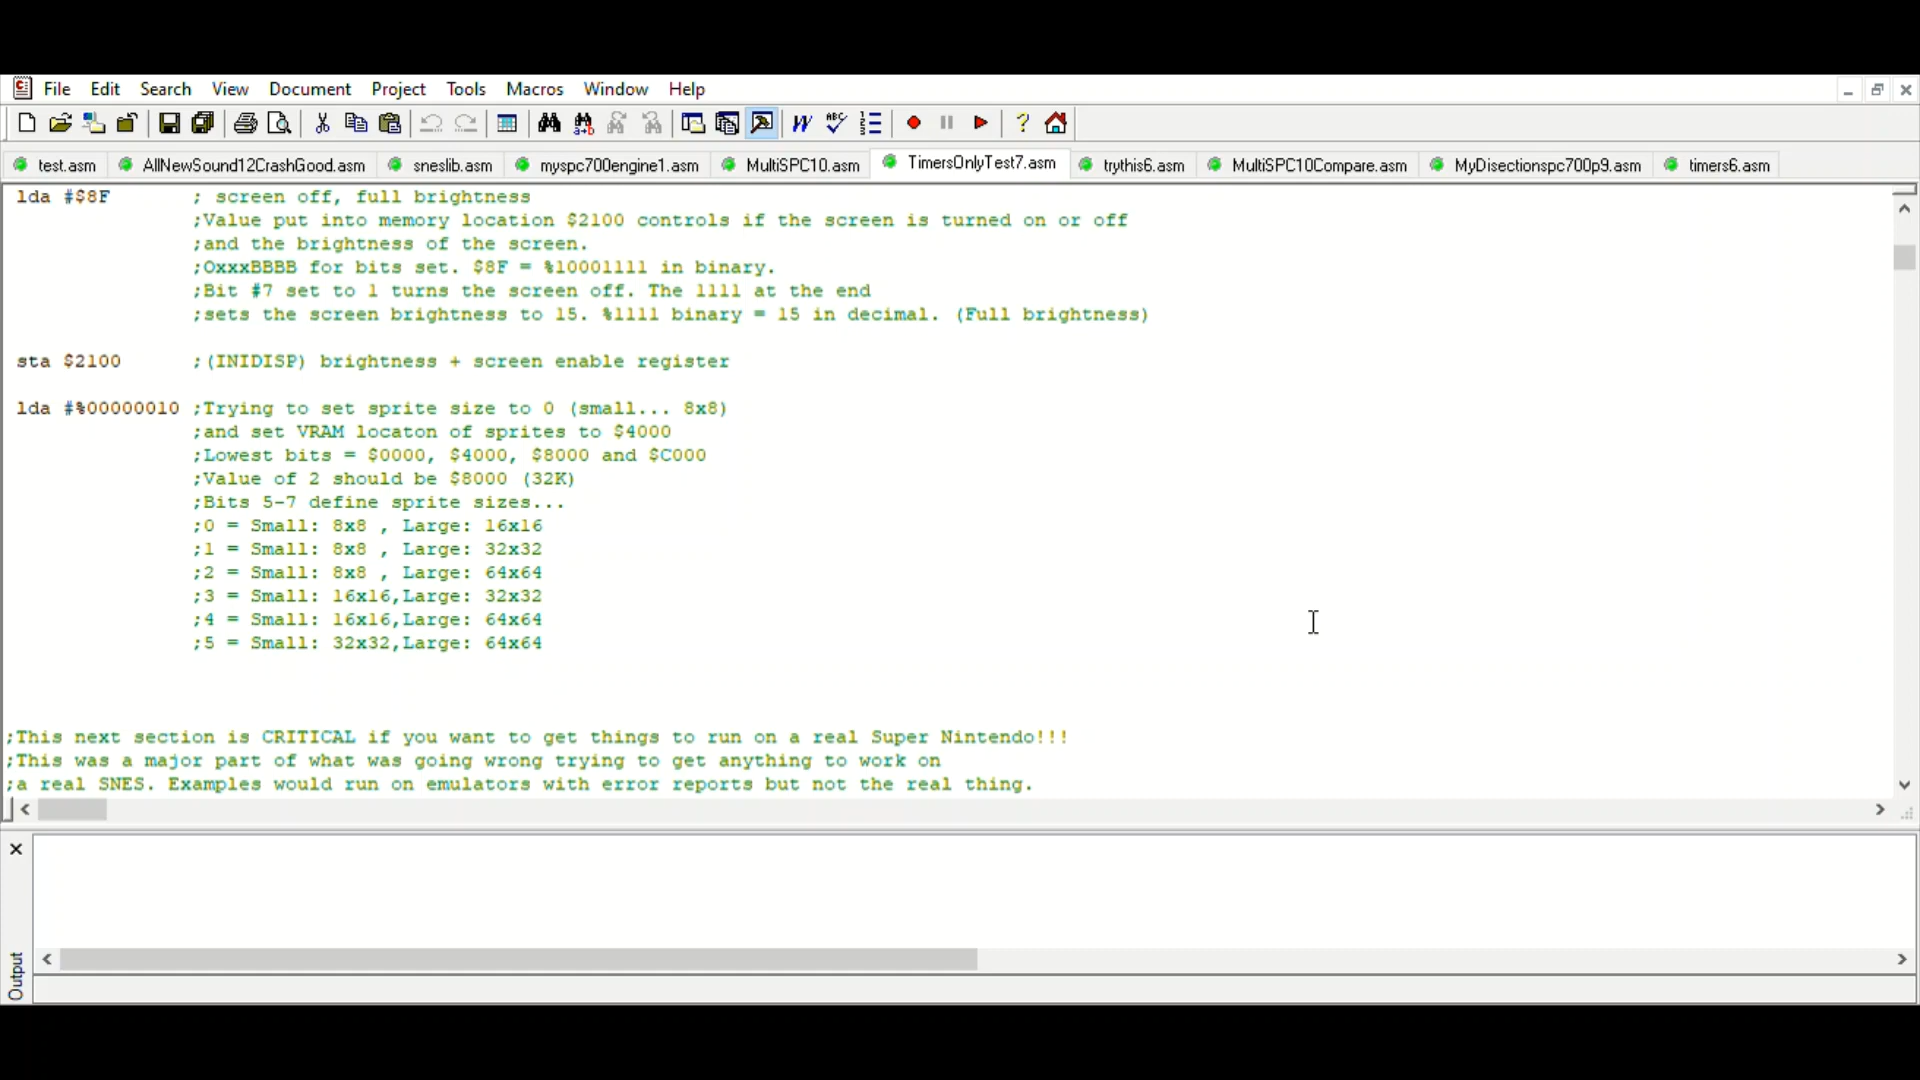 File Edit Search View Document Project Tools Macros Window Help
test.asm AllNewSound12CrashGood.asm sneslib.asm myspc700engine1.asm MultiSPC10.asm TimersOnlyTest7.asm trythis6.asm MultiSPC10Compare.asm MyDisectionspc700p9.asm timers6.asm
lda #$8F ; screen off, full brightness
;Value put into memory location $2100 controls if the screen is turned on or off
;and the brightness of the screen.
;OxxxBBBB for bits set. $8F = %10001111 in binary.
;Bit #7 set to 1 turns the screen off. The 1111 at the end
;sets the screen brightness to 15. %1111 binary = 15 in decimal. (Full brightness)
sta $2100 ;(INIDISP) brightness + screen enable register
lda #%00000010 ;Trying to set sprite size to 0 (small... 8x8)
;and set VRAM locaton of sprites to $4000
;Lowest bits = $0000, $4000, $8000 and $C000
;Value of 2 should be $8000 (32K)
;Bits 5-7 define sprite sizes...
;0 = Small: 8x8 , Large: 16x16
;1 = Small: 8x8 , Large: 32x32
;2 = Small: 8x8 , Large: 64x64
;3 = Small: 16x16,Large: 32x32
;4 = Small: 16x16,Large: 64x64
;5 = Small: 32x32,Large: 64x64
;This next section is CRITICAL if you want to get things to run on a real Super Nintendo!!!
;This was a major part of what was going wrong trying to get anything to work on
;a real SNES. Examples would run on emulators with error reports but not the real thing.
Output